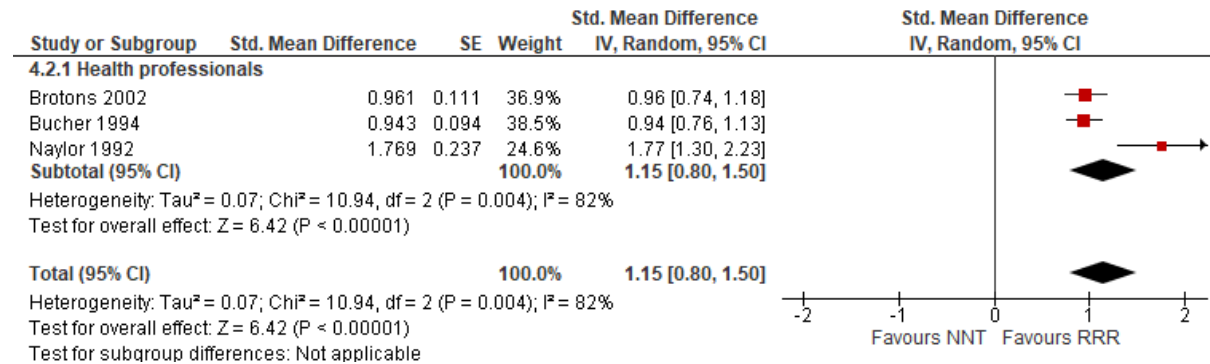 Std. Mean Difference Std. Mean Difference
Study or Subgroup Std. Mean Difference SE Weight IV, Random, 95% CI IV, Random, 95% CI
4.2.1 Health professionals
Brotons 2002 0.961 0.111 36.9% 0.96 [0.74, 1.18]
Bucher 1994 0.943 0.094 38.5% 0.94 [0.76, 1.13]
Naylor 1992 1.769 0.237 24.6% 1.77 [1.30, 2.23]
Subtotal (95% CI) 100.0% 1.15 [0.80, 1.50]
Heterogeneity: Tau² = 0.07; Chi² = 10.94, df = 2 (P = 0.004); I² = 82%
Test for overall effect: Z = 6.42 (P < 0.00001)
Total (95% CI) 100.0% 1.15 [0.80, 1.50]
Heterogeneity: Tau² = 0.07; Chi² = 10.94, df = 2 (P = 0.004); I² = 82%
Test for overall effect: Z = 6.42 (P < 0.00001)
Test for subgroup differences: Not applicable
-2 -1 0 1 2
Favours NNT Favours RRR